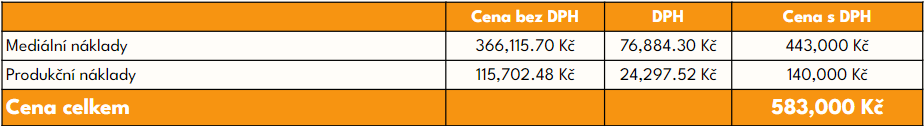 Cena bez DPH DPH Cena s DPH
Mediální náklady 366,115.70 Kč 76,884.30 Kč 443,000 Kč
Produkční náklady 115,702.48 Kč 24,297.52 Kč 140,000 Kč
Cena celkem 583,000 Kč